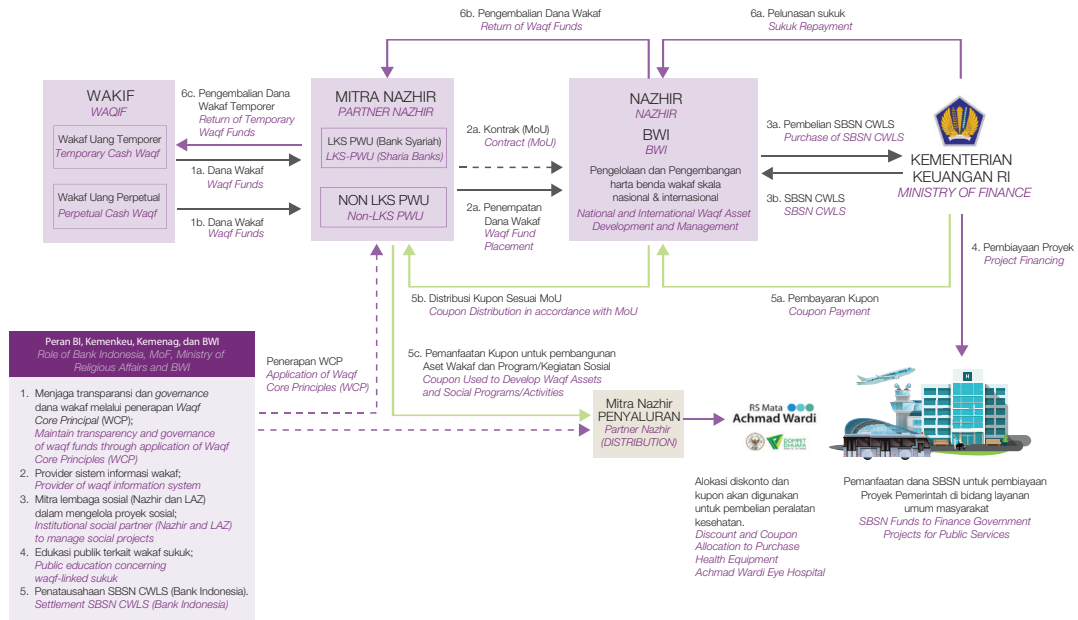 6b. Pengembalian Dana Wakaf
Return of Waqf Funds
6a. Pelunasan sukuk
Sukuk Repayment
WAKIF
WAQIF
Wakaf Uang Temporer
Temporary Cash Waqf
Wakaf Uang Perpetual
Perpetual Cash Waqf
6c. Pengembalian Dana
Wakaf Temporer
Return of Temporary
Waqf Funds
1a. Dana Wakaf
Waqf Funds
1b. Dana Wakaf
Waqf Funds
MITRA NAZHIR
PARTNER NAZHIR
LKS PWU (Bank Syariah)
LKS-PWU (Sharia Banks)
NON LKS PWU
Non-LKS PWU
2a. Kontrak (MoU)
Contract (MoU)
2a. Penempatan
Dana Wakaf
Waqf Fund
Placement
NAZHIR
NAZHIR
BWI
BWI
Pengelolaan dan Pengembangan
harta benda wakaf skala
nasional & internasional
National and International Waqf Asset
Development and Management
3a. Pembelian SBSN CWLS
Purchase of SBSN CWLS
3b. SBSN CWLS
SBSN CWLS
KEMENTERIAN
KEUANGAN RI
MINISTRY OF FINANCE
4. Pembiayaan Proyek
Project Financing
5b. Distribusi Kupon Sesuai MoU
Coupon Distribution in accordance with MoU
5a. Pembayaran Kupon
Coupon Payment
Peran BI, Kemenkeu, Kemenag, dan BWI
Role of Bank Indonesia, MoF, Ministry of
Religious Affairs and BWI
1. Menjaga transparansi dan governance
dana wakaf melalui penerapan Waqf
Core Principal (WCP);
Maintain transparency and governance
of waqf funds through application of Waqf
Core Principles (WCP)
2. Provider sistem informasi wakaf;
Provider of waqf information system
3. Mitra lembaga sosial (Nazhir dan LAZ)
dalam mengelola proyek sosial;
Institutional social partner (Nazhir and LAZ)
to manage social projects
4. Edukasi publik terkait wakaf sukuk;
Public education concerning
waqf-linked sukuk
5. Penatausahaan SBSN CWLS (Bank Indonesia).
Settlement SBSN CWLS (Bank Indonesia)
Penerapan WCP
Application of Waqf
Core Principles (WCP)
5c. Pemanfaatan Kupon untuk pembangunan
Aset Wakaf dan Program/Kegiatan Sosial
Coupon Used to Develop Waqf Assets
and Social Programs/Activities
Mitra Nazhir
PENYALURAN
Partner Nazhir
(DISTRIBUTION)
RS Mata
Achmad Wardi
DOMPET
DHUAFA
H
Alokasi diskonto dan
kupon akan digunakan
untuk pembelian peralatan
kesehatan.
Discount and Coupon
Allocation to Purchase
Health Equipment
Achmad Wardi Eye Hospital
Pemanfaatan dana SBSN untuk pembiayaan
Proyek Pemerintah di bidang layanan
umum masyarakat
SBSN Funds to Finance Government
Projects for Public Services